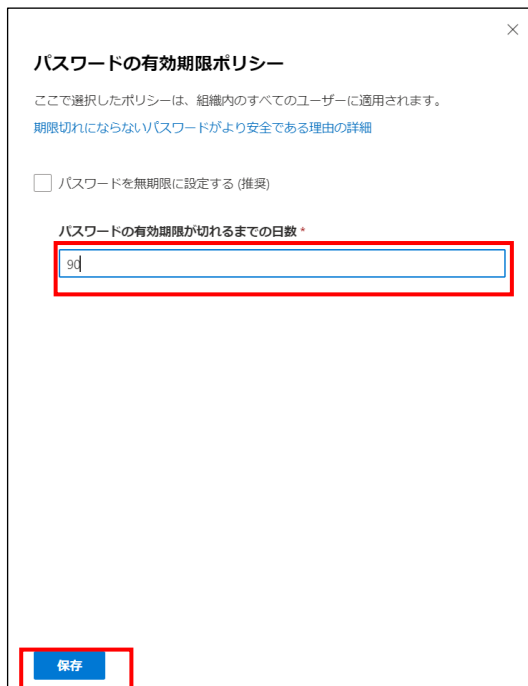 パスワードの有効期限ポリシー
ここで選択したポリシーは、組織内のすべてのユーザーに適用されます。
期限切れにならないパスワードがより安全である理由の詳細
パスワードを無期限に設定する (推奨)
パスワードの有効期限が切れるまでの日数 *
90
保存